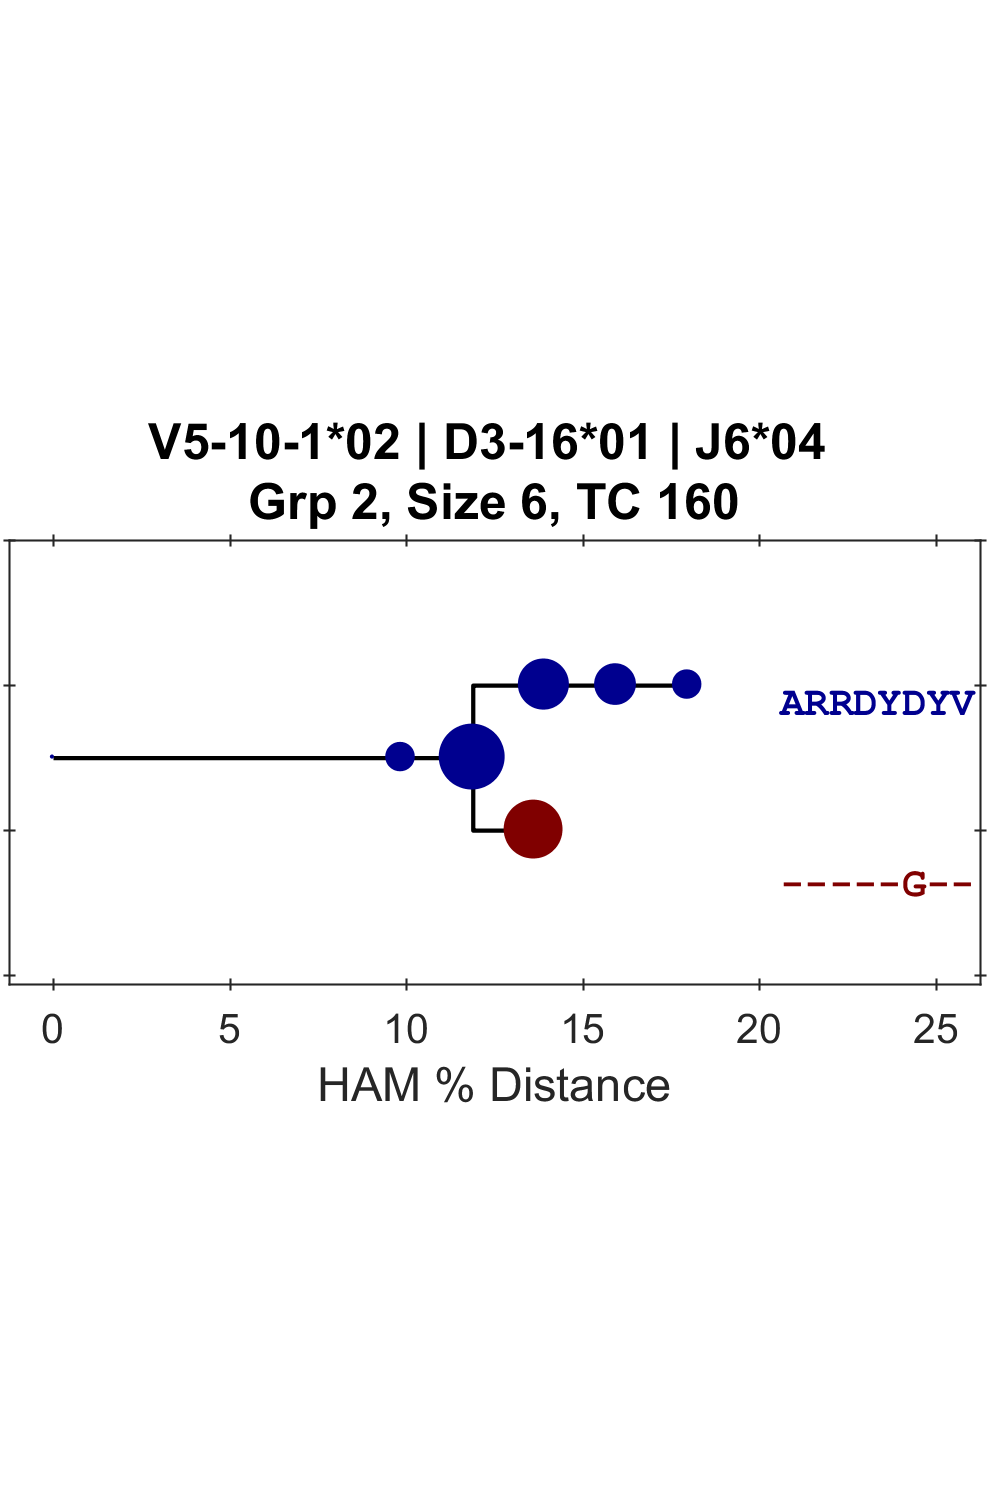 V5-10-1*02 | D3-16*01 | J6*04
Grp 2, Size 6, TC 160
ARRDYDYV
-----G--
0 5 10 15 20 25
HAM % Distance